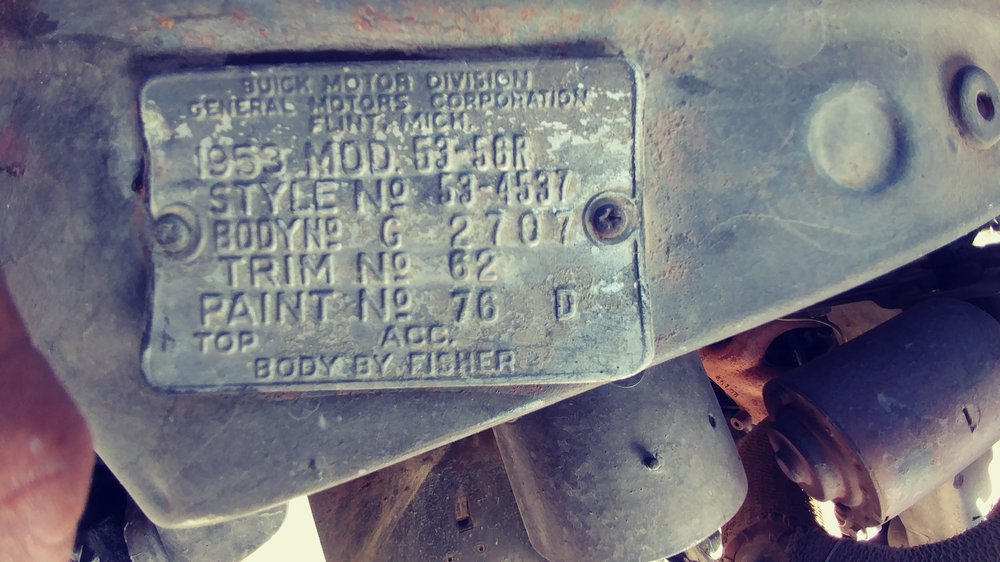 BUICK MOTOR DIVISION
GENERAL MOTORS CORPORATION
FLINT, MICH.
1953 MOD. 53-56R
STYLE Nº 53-4537
BODY Nº G 2707
TRIM Nº 62
PAINT Nº 76 D
TOP ACC.
BODY BY FISHER